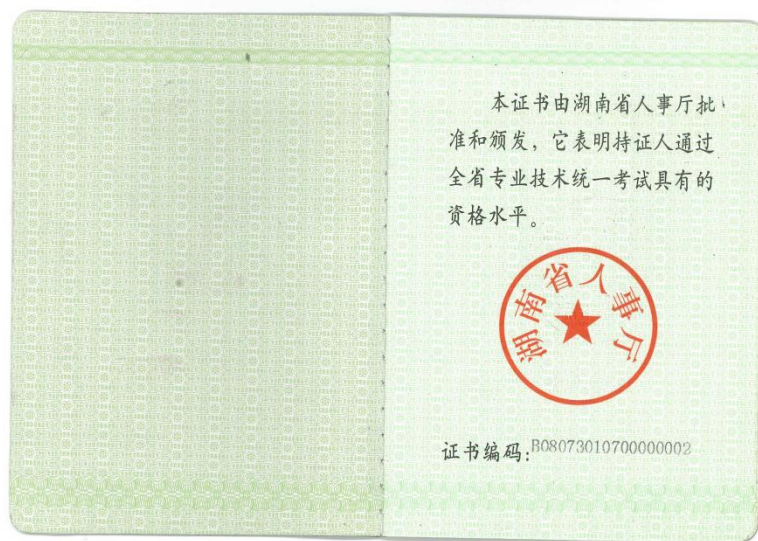 本证书由湖南省人事厅批
准和颁发，它表明持证人通过
全省专业技术统一考试具有的
资格水平。
湖南省人事厅
证书编码：B08073010700000002